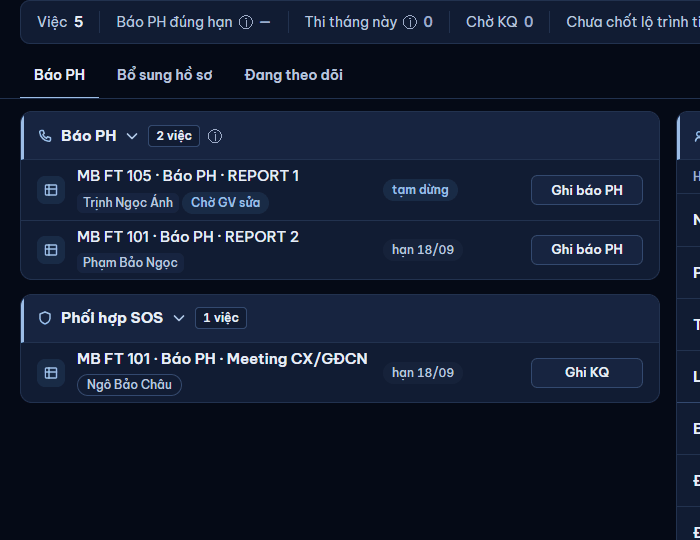 Việc 5 Báo PH đúng hạn ⓘ — Thi tháng này ⓘ 0 Chờ KQ 0 Chưa chốt lộ trình
Báo PH Bổ sung hồ sơ Đang theo dõi
Báo PH 2 việc ⓘ
MB FT 105 · Báo PH · REPORT 1
Trịnh Ngọc Ánh Chờ GV sửa
tạm dừng
Ghi báo PH
MB FT 101 · Báo PH · REPORT 2
Phạm Bảo Ngọc
hạn 18/09
Ghi báo PH
Phối hợp SOS 1 việc
MB FT 101 · Báo PH · Meeting CX/GĐCN
Ngô Bảo Châu
hạn 18/09
Ghi KQ